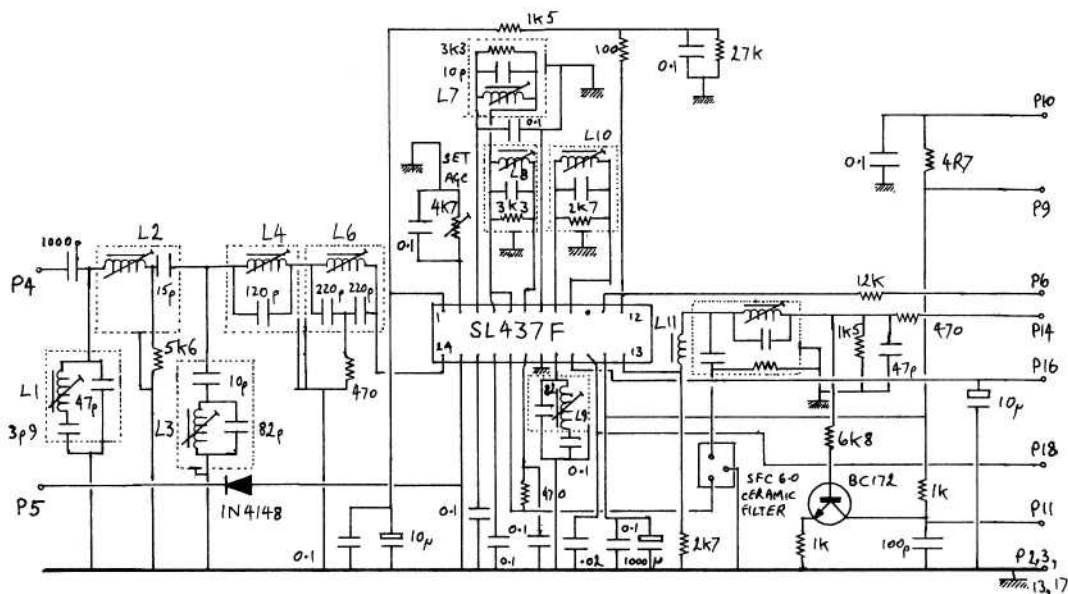 1k5
3k3
10p
L7
100
0.1
27k
P10
0.1
L10
4R7
SET
AGC
L8
4k7
3k3
2k7
0.1
P9
1000
L2
L4
L6
P4
15p
120p
220p
220p
12k
P6
1
SL437F
12
24
13
L11
1k5
470
P14
5k6
10p
470
47p
P16
L1
47p
82
L9
10µ
3p9
L3
82p
0.1
6k8
P18
P5
1N4148
470
SFC 6.0
CERAMIC
FILTER
BC172
1k
P11
0.1
10µ
0.1
0.1
0.1
0.1
.02
1000µ
2k7
1k
100p
P2,3,
13,17